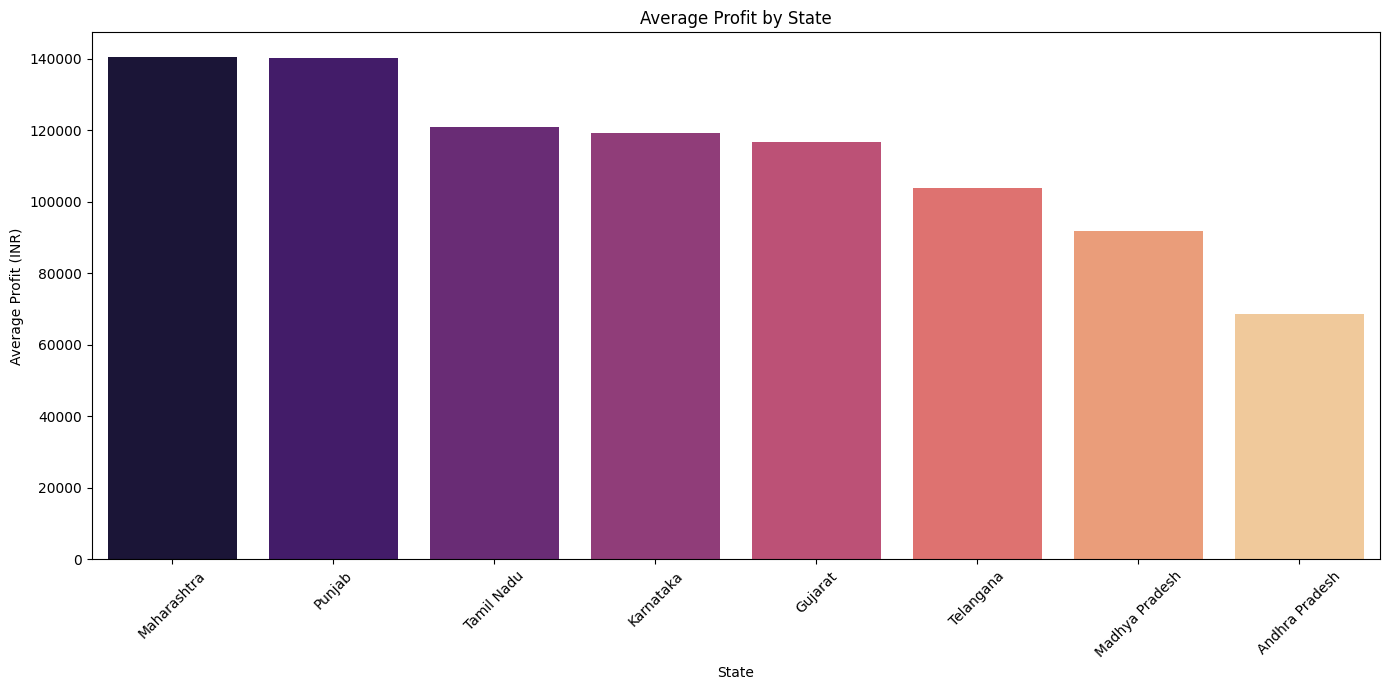 Average Profit by State
Average Profit (INR)
140000
120000
100000
80000
60000
40000
20000
0
Maharashtra
Punjab
Tamil Nadu
Karnataka
Gujarat
Telangana
Madhya Pradesh
Andhra Pradesh
State